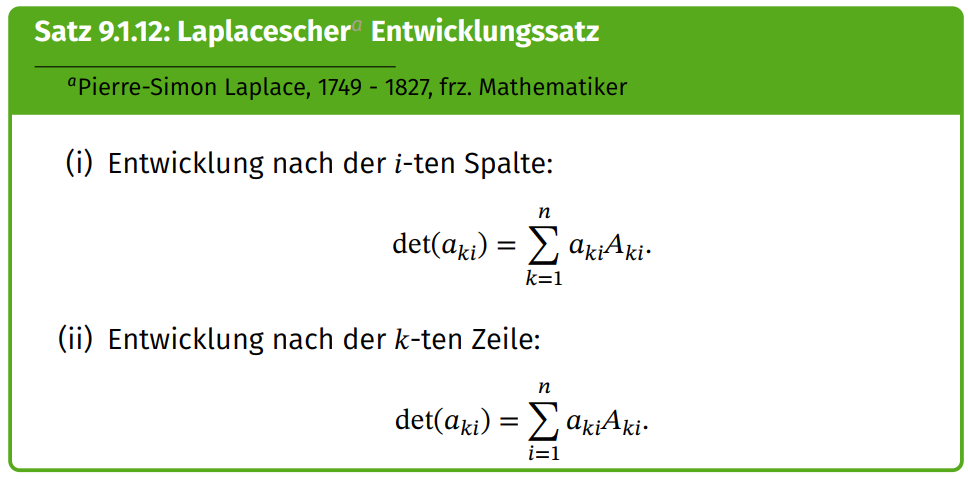 Satz 9.1.12: Laplacescherᵃ Entwicklungssatz
ᵃPierre-Simon Laplace, 1749 - 1827, frz. Mathematiker
(i) Entwicklung nach der i-ten Spalte:
det(a_{ki}) = \sum_{k=1}^{n} a_{ki}A_{ki}.
(ii) Entwicklung nach der k-ten Zeile:
det(a_{ki}) = \sum_{i=1}^{n} a_{ki}A_{ki}.